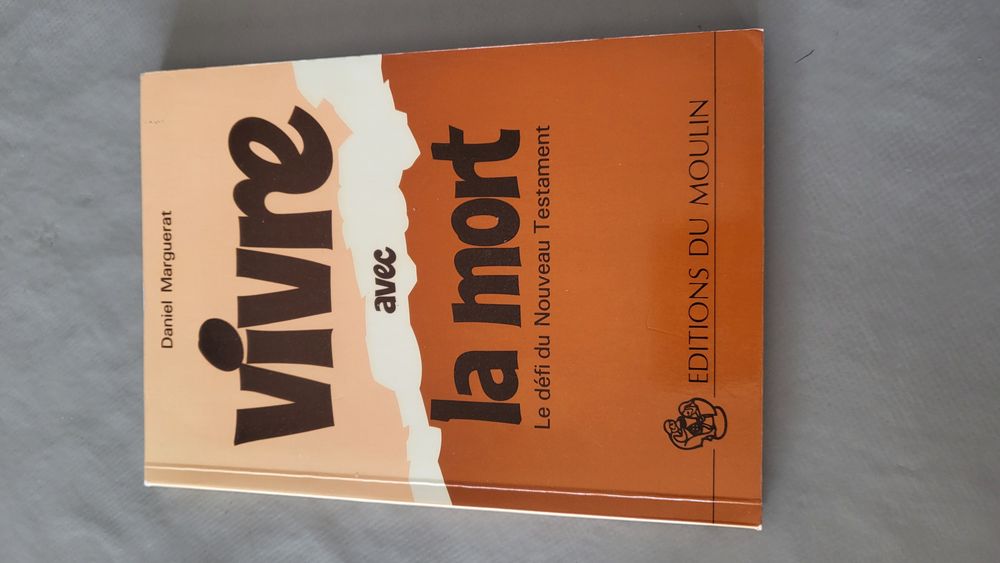 Daniel Marguerat
vivre
avec
la mort
Le défi du Nouveau Testament
EDITIONS DU MOULIN